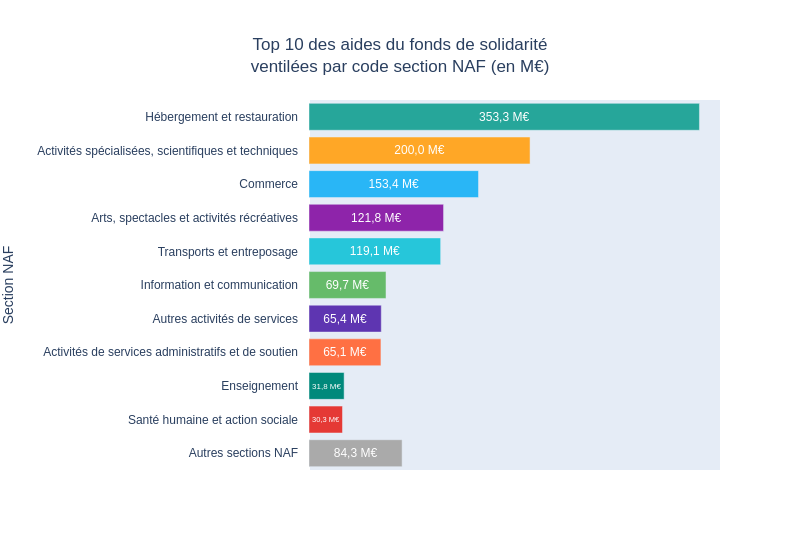 Top 10 des aides du fonds de solidarité
ventilées par code section NAF (en M€)
Section NAF
Hébergement et restauration 353,3 M€
Activités spécialisées, scientifiques et techniques 200,0 M€
Commerce 153,4 M€
Arts, spectacles et activités récréatives 121,8 M€
Transports et entreposage 119,1 M€
Information et communication 69,7 M€
Autres activités de services 65,4 M€
Activités de services administratifs et de soutien 65,1 M€
Enseignement 31,8 M€
Santé humaine et action sociale 30,3 M€
Autres sections NAF 84,3 M€